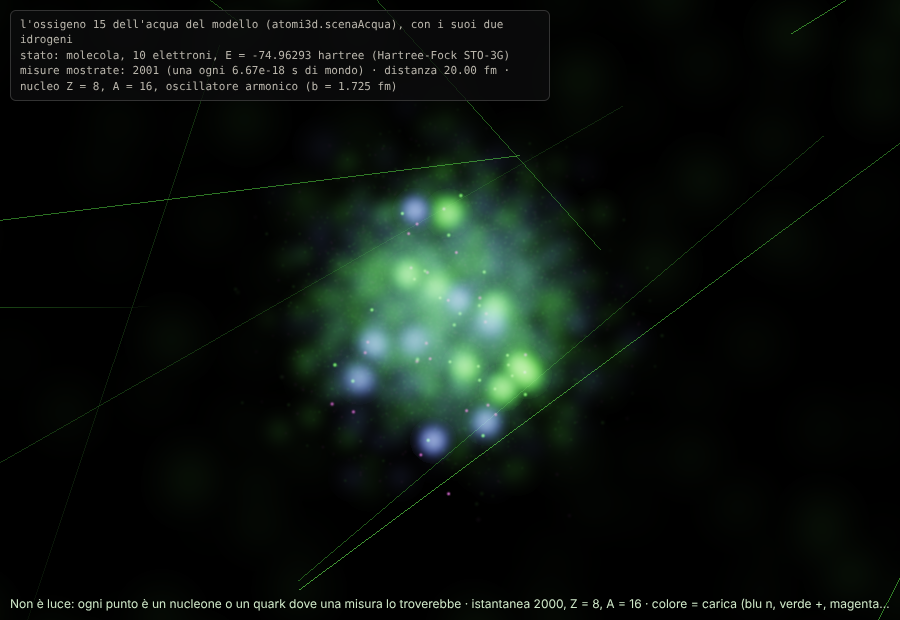 l'ossigeno 15 dell'acqua del modello (atomi3d.scenaAcqua), con i suoi due
idrogeni
stato: molecola, 10 elettroni, E = -74.96293 hartree (Hartree-Fock STO-3G)
misure mostrate: 2001 (una ogni 6.67e-18 s di mondo) · distanza 20.00 fm ·
nucleo Z = 8, A = 16, oscillatore armonico (b = 1.725 fm)
Non è luce: ogni punto è un nucleone o un quark dove una misura lo troverebbe · istantanea 2000, Z = 8, A = 16 · colore = carica (blu n, verde +, magenta...